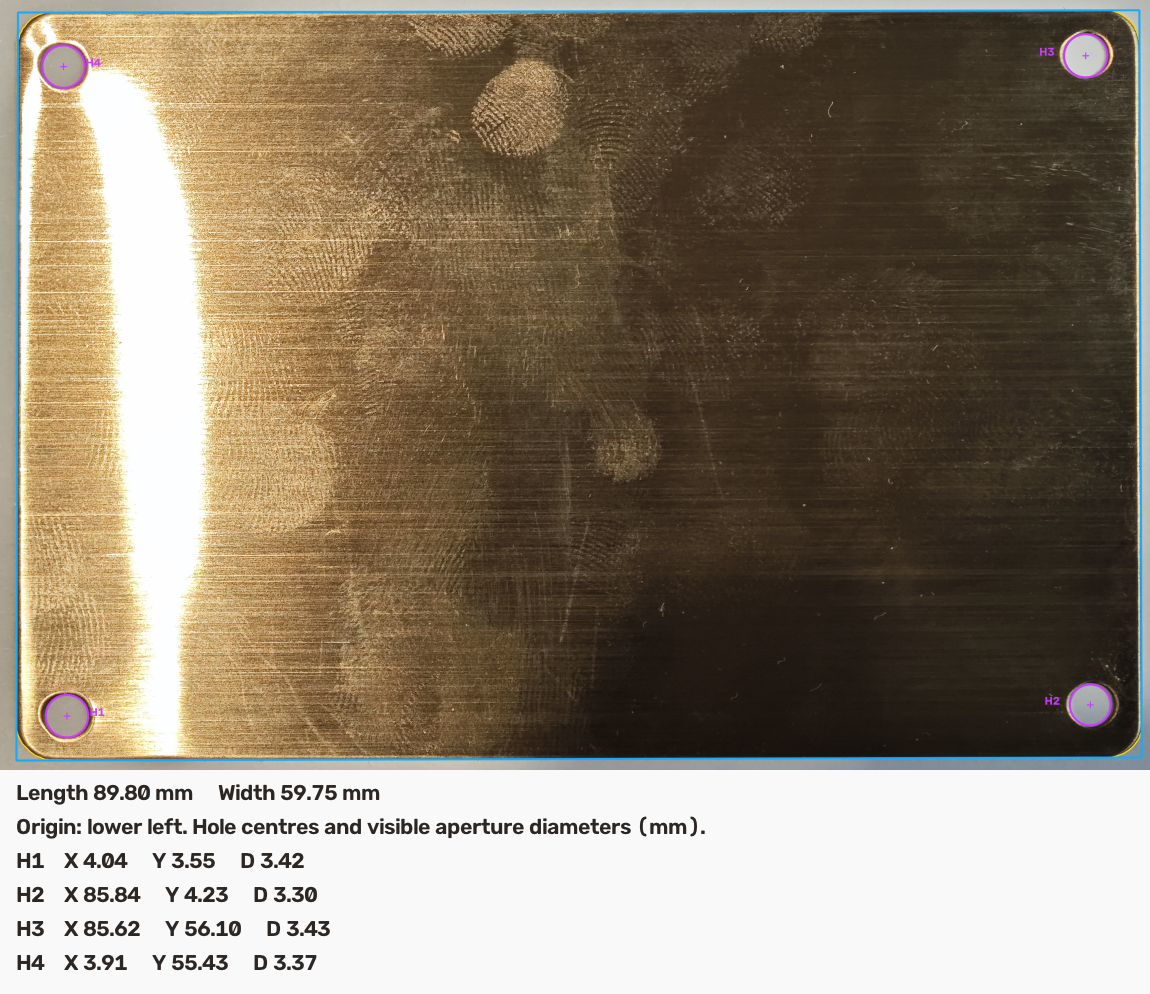 H4
H3
H1
H2
Length 89.80 mm Width 59.75 mm
Origin: lower left. Hole centres and visible aperture diameters (mm).
H1 X 4.04 Y 3.55 D 3.42
H2 X 85.84 Y 4.23 D 3.30
H3 X 85.62 Y 56.10 D 3.43
H4 X 3.91 Y 55.43 D 3.37